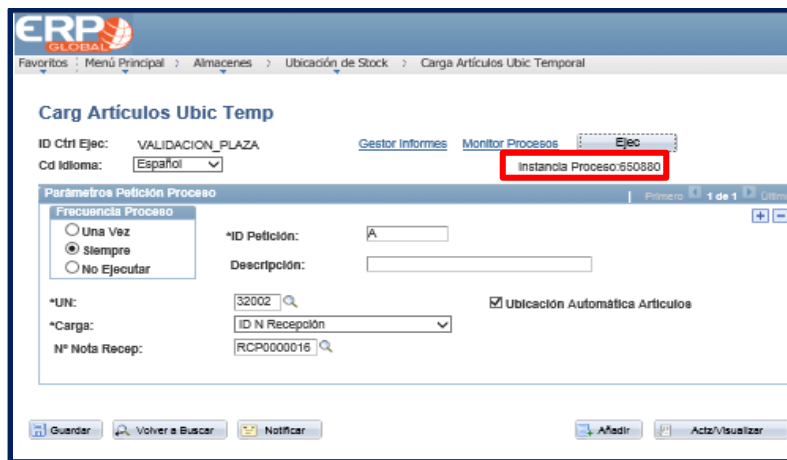 ERP
GLOBAL
Favoritos Menú Principal > Almacenes > Ubicación de Stock > Carga Artículos Ubic Temporal
Carg Artículos Ubic Temp
ID Ctrl Ejec: VALIDACION_PLAZA Gestor Informes Monitor Procesos Ejec
Cd Idioma: Español Instancia Proceso:650880
Parámetros Petición Proceso Primero 1 de 1 Últim
Frecuencia Proceso
Una Vez *ID Petición: A
Siempre
No Ejecutar Descripción:
*UN: 32002 Ubicación Automática Artículos
*Carga: ID N Recepción
Nº Nota Recep: RCP0000016
Guardar Volver a Buscar Notificar Añadir Actz/Visualizar